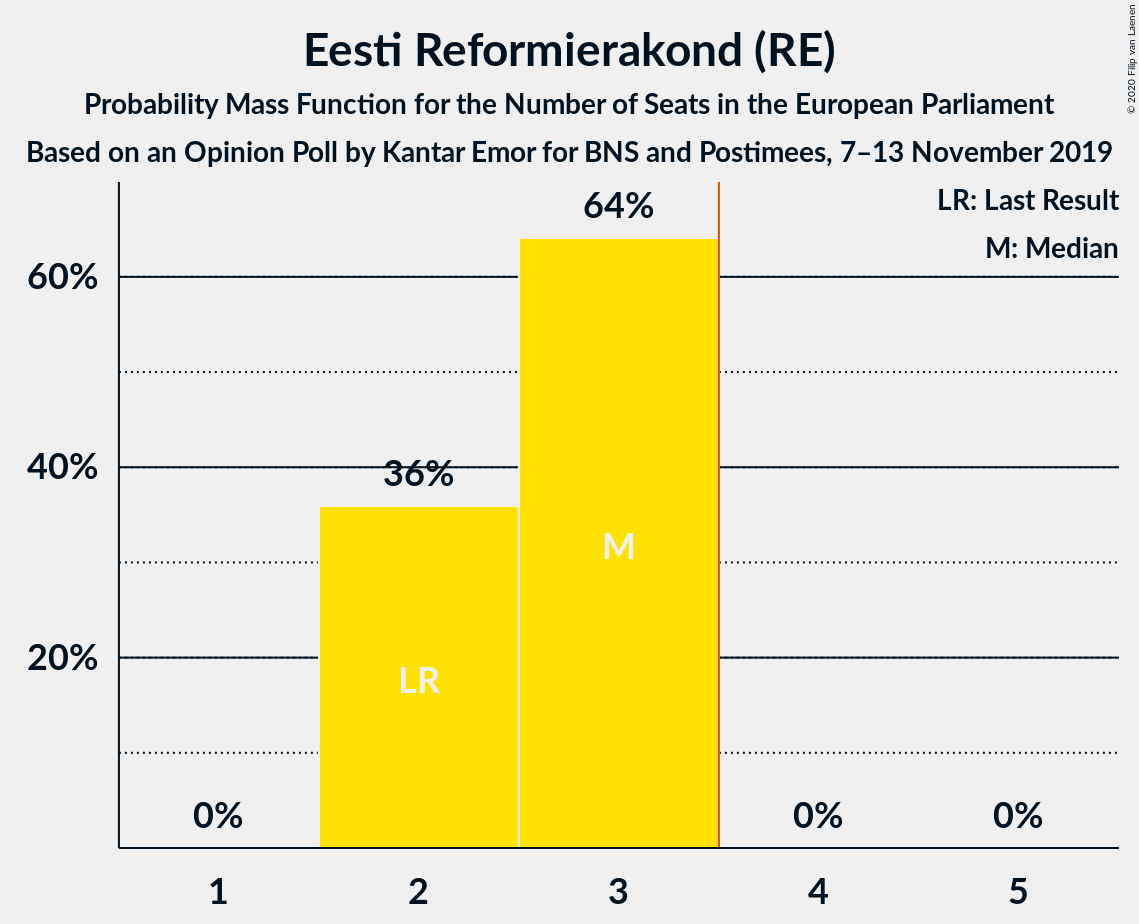 Eesti Reformierakond (RE)
Probability Mass Function for the Number of Seats in the European Parliament
Based on an Opinion Poll by Kantar Emor for BNS and Postimees, 7–13 November 2019
© 2020 Filip van Laenen
LR: Last Result
M: Median
64%
60%
40%
36%
M
20%
LR
0%
0%
0%
1
2
3
4
5